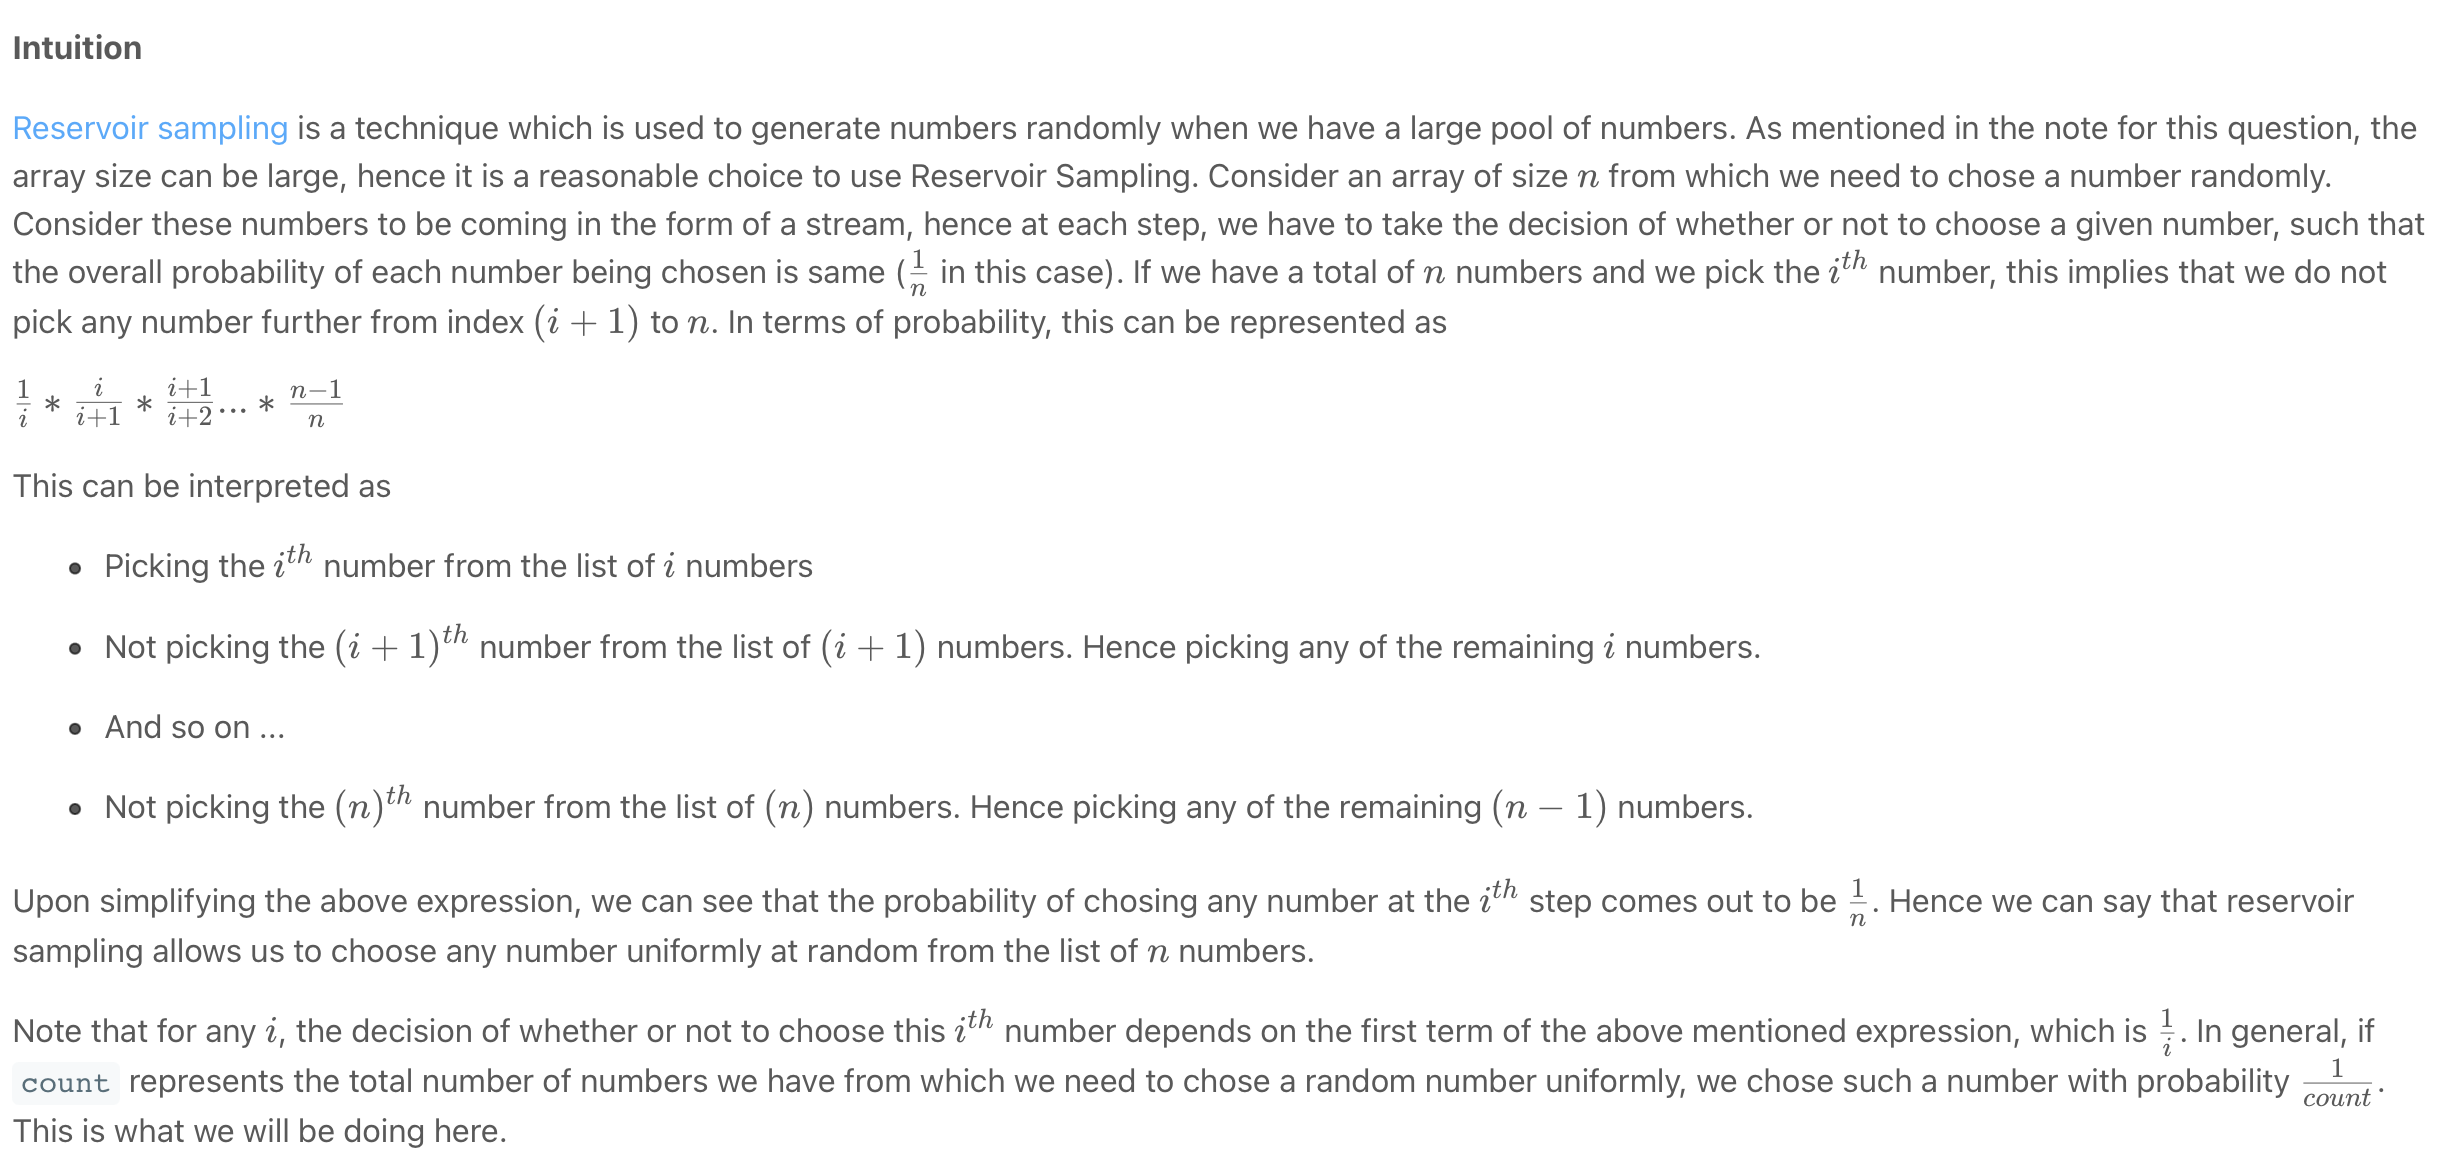 Intuition
Reservoir sampling is a technique which is used to generate numbers randomly when we have a large pool of numbers. As mentioned in the note for this question, the
array size can be large, hence it is a reasonable choice to use Reservoir Sampling. Consider an array of size n from which we need to chose a number randomly.
Consider these numbers to be coming in the form of a stream, hence at each step, we have to take the decision of whether or not to choose a given number, such that
the overall probability of each number being chosen is same ($\frac{1}{n}$ in this case). If we have a total of n numbers and we pick the $i^{th}$ number, this implies that we do not
pick any number further from index (i + 1) to n. In terms of probability, this can be represented as
$\frac{1}{i} * \frac{i}{i+1} * \frac{i+1}{i+2} ... * \frac{n-1}{n}$
This can be interpreted as
• Picking the $i^{th}$ number from the list of i numbers
• Not picking the $(i + 1)^{th}$ number from the list of (i + 1) numbers. Hence picking any of the remaining i numbers.
• And so on ...
• Not picking the $(n)^{th}$ number from the list of (n) numbers. Hence picking any of the remaining (n − 1) numbers.
Upon simplifying the above expression, we can see that the probability of chosing any number at the $i^{th}$ step comes out to be $\frac{1}{n}$. Hence we can say that reservoir
sampling allows us to choose any number uniformly at random from the list of n numbers.
Note that for any i, the decision of whether or not to choose this $i^{th}$ number depends on the first term of the above mentioned expression, which is $\frac{1}{i}$. In general, if
count represents the total number of numbers we have from which we need to chose a random number uniformly, we chose such a number with probability $\frac{1}{count}$.
This is what we will be doing here.